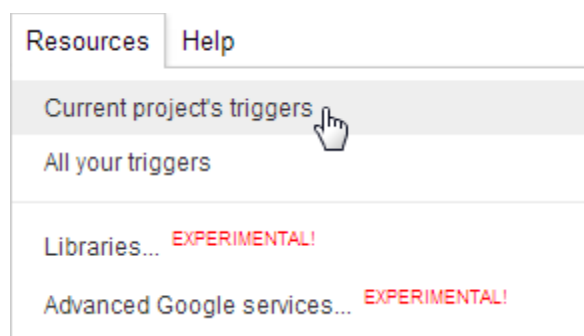 Resources Help
Current project's triggers
All your triggers
Libraries... EXPERIMENTAL!
Advanced Google services... EXPERIMENTAL!